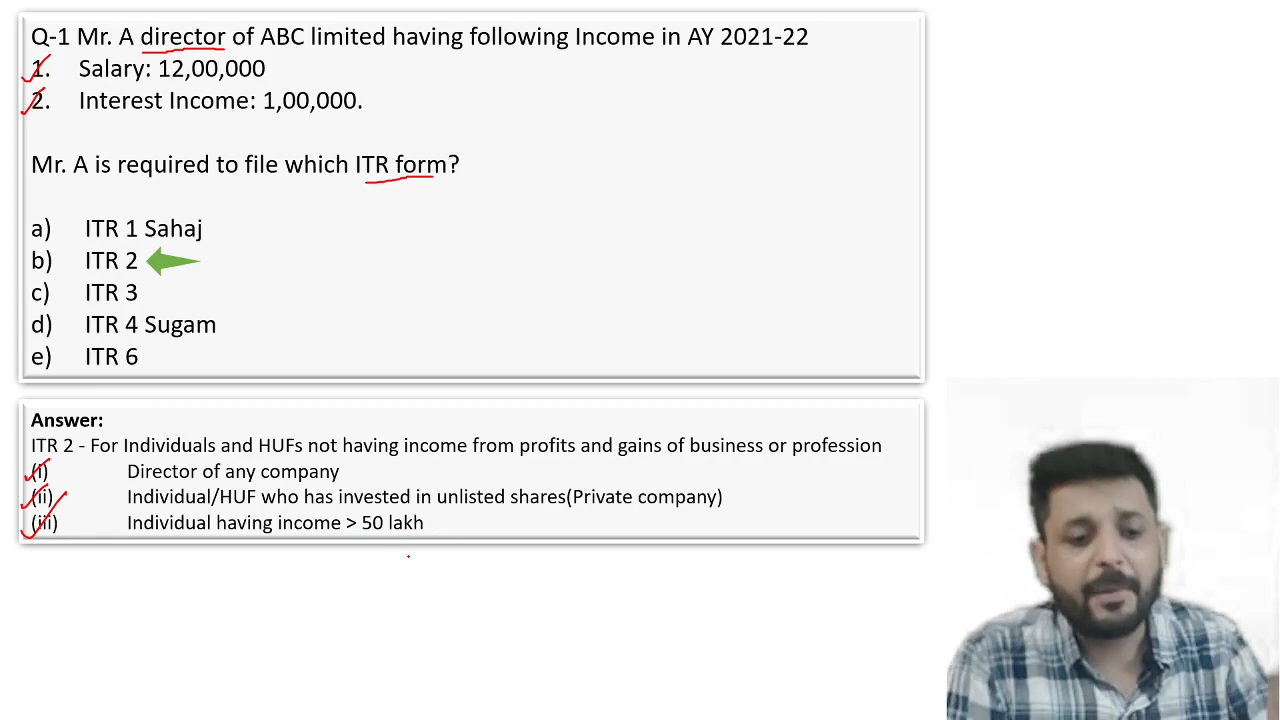 Q-1 Mr. A director of ABC limited having following Income in AY 2021-22
1. Salary: 12,00,000
2. Interest Income: 1,00,000.
Mr. A is required to file which ITR form?
a) ITR 1 Sahaj
b) ITR 2
c) ITR 3
d) ITR 4 Sugam
e) ITR 6
Answer:
ITR 2 - For Individuals and HUFs not having income from profits and gains of business or profession
(i) Director of any company
(ii) Individual/HUF who has invested in unlisted shares(Private company)
(iii) Individual having income > 50 lakh